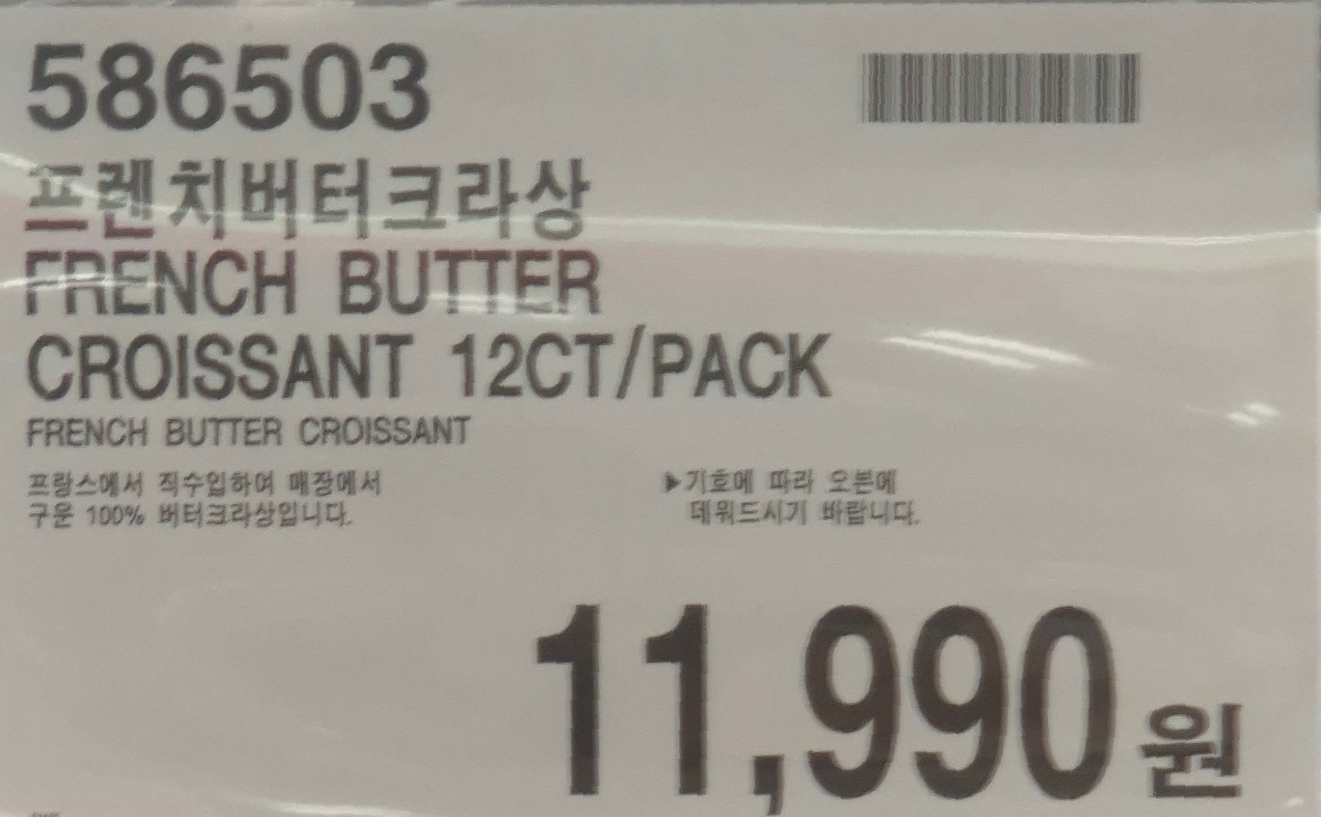 586503
프렌치버터크라상
FRENCH BUTTER
CROISSANT 12CT/PACK
FRENCH BUTTER CROISSANT
프랑스에서 직수입하여 매장에서
구운 100% 버터크라상입니다.
▶기호에 따라 오븐에
데워드시기 바랍니다.
11,990원